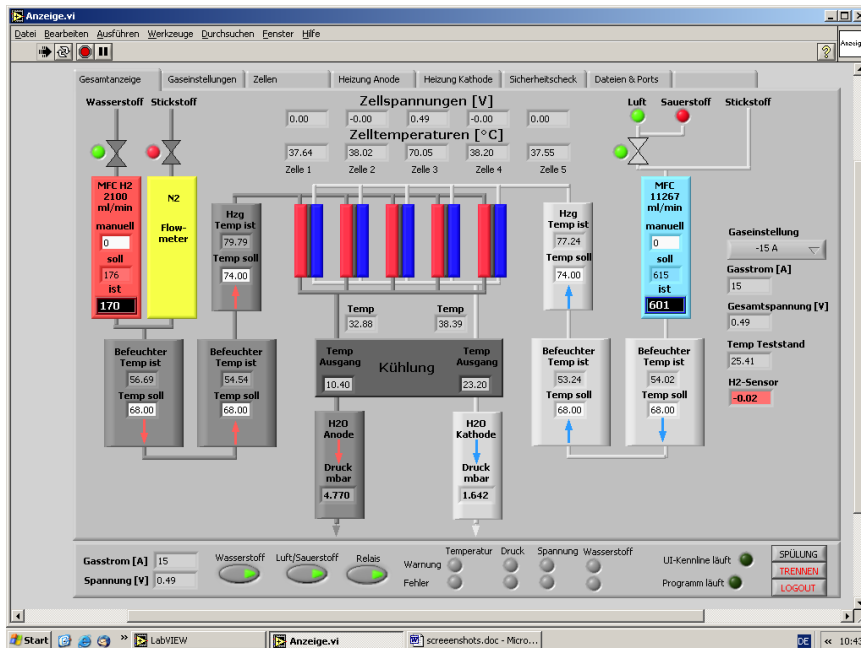 Anzeige.vi
Datei Bearbeiten Ausführen Werkzeuge Durchsuchen Fenster Hilfe
Gesamtanzeige Gaseinstellungen Zellen Heizung Anode Heizung Kathode Sicherheitscheck Dateien & Ports
Wasserstoff Stickstoff
Zellspannungen [V]
0.00 -0.00 0.49 -0.00 0.00
Zelltemperaturen [°C]
37.64 38.02 70.05 38.20 37.55
Zelle 1 Zelle 2 Zelle 3 Zelle 4 Zelle 5
Luft Sauerstoff Stickstoff
MFC H2
2100
ml/min
manuell
0
soll
176
ist
170
N2
Flow-
meter
Hzg
Temp ist
79.79
Temp soll
74.00
Hzg
Temp ist
77.24
Temp soll
74.00
MFC
11267
ml/min
manuell
0
soll
615
ist
601
Gaseinstellung
-15 A
Gasstrom [A]
15
Gesamtspannung [V]
0.49
Temp Teststand
25.41
H2-Sensor
-0.02
Temp
32.88
Temp
38.39
Befeuchter
Temp ist
56.69
Temp soll
68.00
Befeuchter
Temp ist
54.54
Temp soll
68.00
Temp
Ausgang
10.40
Kühlung
Temp
Ausgang
23.20
Befeuchter
Temp ist
53.24
Temp soll
68.00
Befeuchter
Temp ist
54.02
Temp soll
68.00
H2O
Anode
Druck
mbar
4.770
H2O
Kathode
Druck
mbar
1.642
Gasstrom [A] 15
Spannung [V] 0.49
Wasserstoff Luft/Sauerstoff Relais
Temperatur Druck Spannung Wasserstoff
Warnung
Fehler
UI-Kennline läuft
Programm läuft
SPÜLUNG
TRENNEN
LOGOUT
Start » LabVIEW Anzeige.vi screeenshots.doc - Micro... DE « 10:43